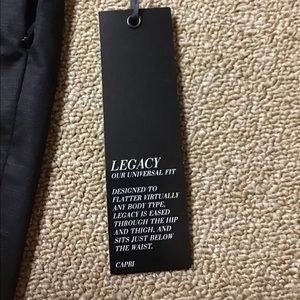 LEGACY
OUR UNIVERSAL FIT
DESIGNED TO
FLATTER VIRTUALLY
ANY BODY TYPE,
LEGACY IS EASED
THROUGH THE HIP
AND THIGH, AND
SITS JUST BELOW
THE WAIST.
CAPRI